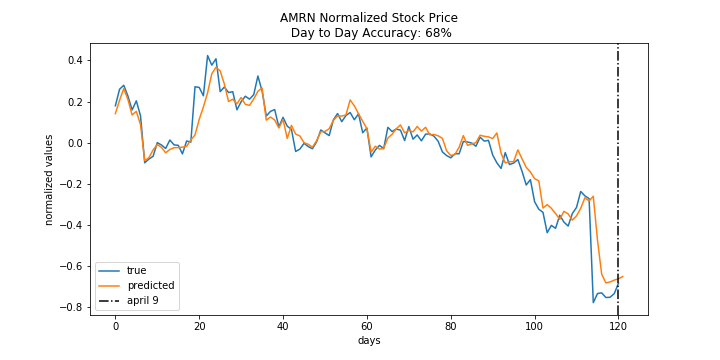 AMRN Normalized Stock Price
Day to Day Accuracy: 68%
normalized values
0.4
0.2
0.0
−0.2
−0.4
−0.6
−0.8
true
predicted
april 9
0 20 40 60 80 100 120
days